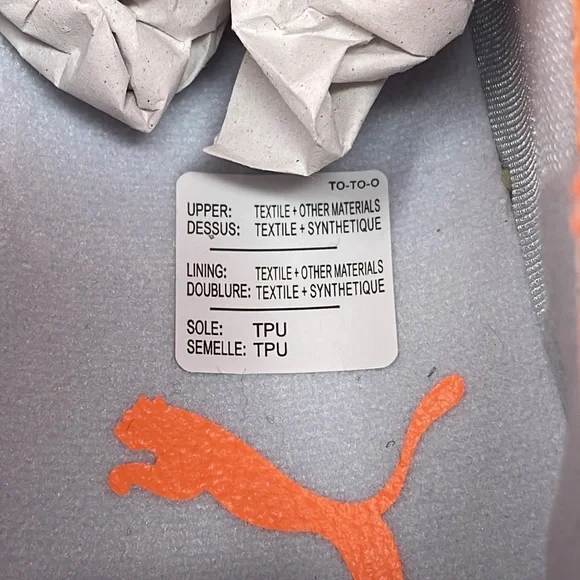 TO-TO-O
UPPER: TEXTILE + OTHER MATERIALS
DESSUS: TEXTILE + SYNTHETIQUE
LINING: TEXTILE + OTHER MATERIALS
DOUBLURE: TEXTILE + SYNTHETIQUE
SOLE: TPU
SEMELLE: TPU